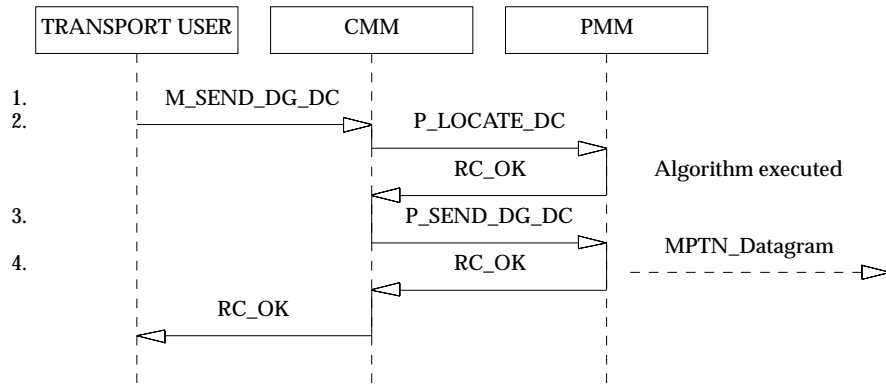 TRANSPORT USER CMM PMM
1. M_SEND_DG_DC
2. P_LOCATE_DC
RC_OK Algorithm executed
3. P_SEND_DG_DC
MPTN_Datagram
4. RC_OK
RC_OK